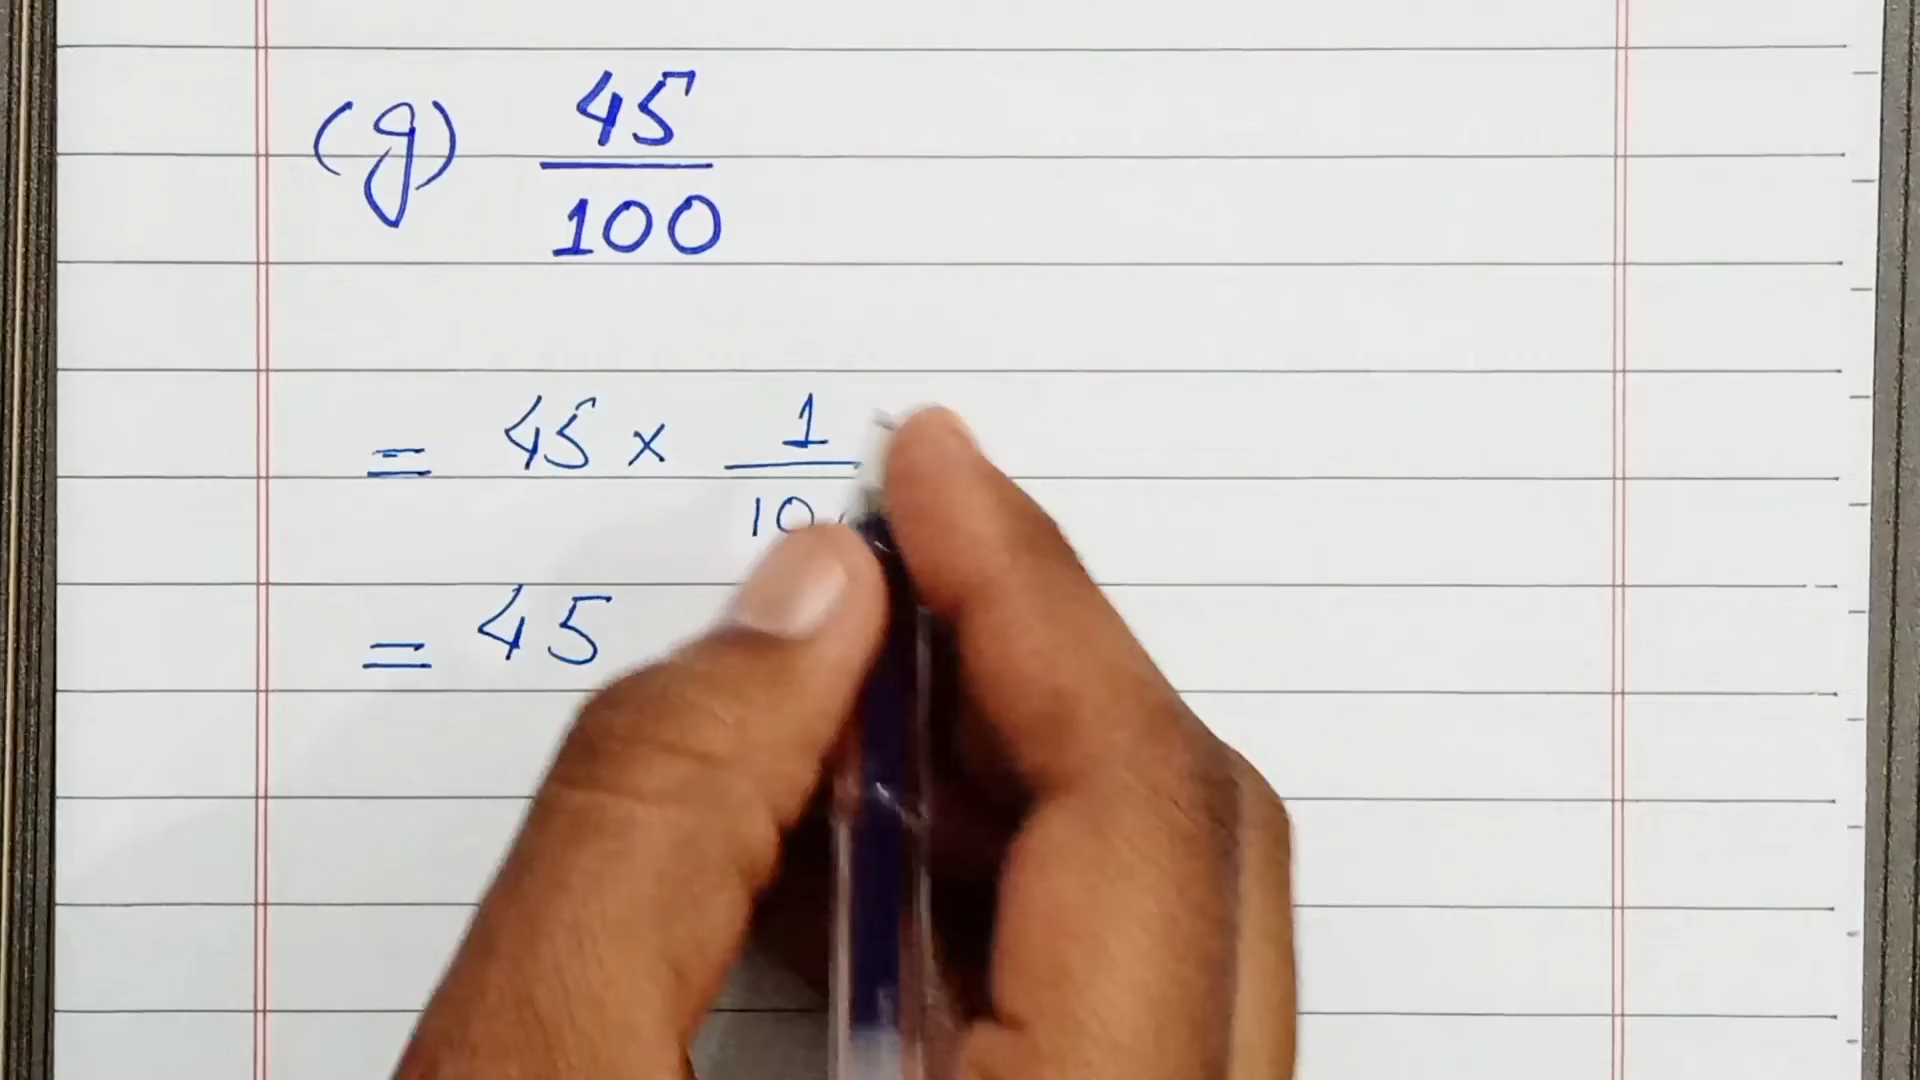 (g) 45/100
= 45 × 1/10
= 45